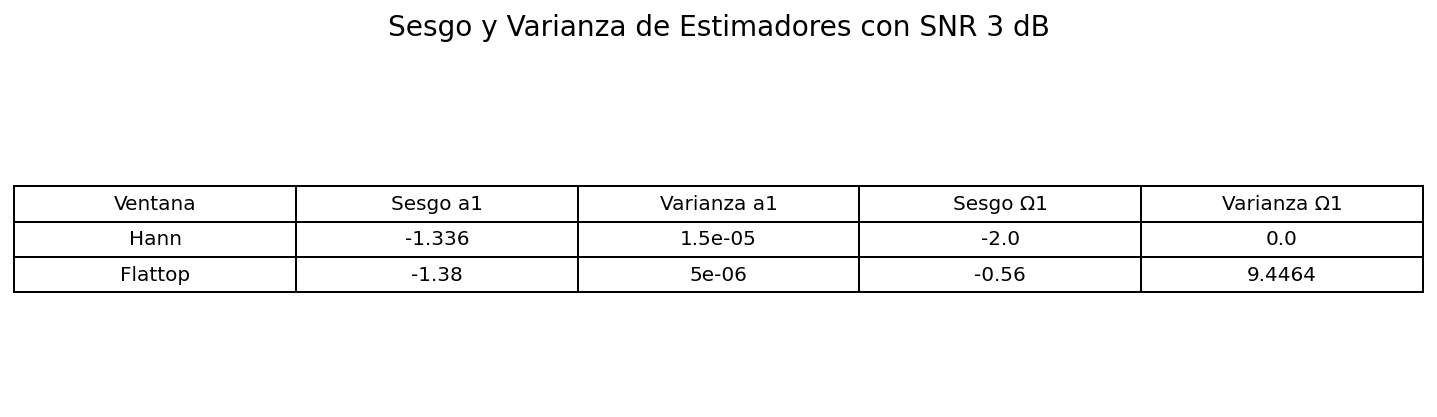 Sesgo y Varianza de Estimadores con SNR 3 dB
Ventana Sesgo a1 Varianza a1 Sesgo Ω1 Varianza Ω1
Hann -1.336 1.5e-05 -2.0 0.0
Flattop -1.38 5e-06 -0.56 9.4464